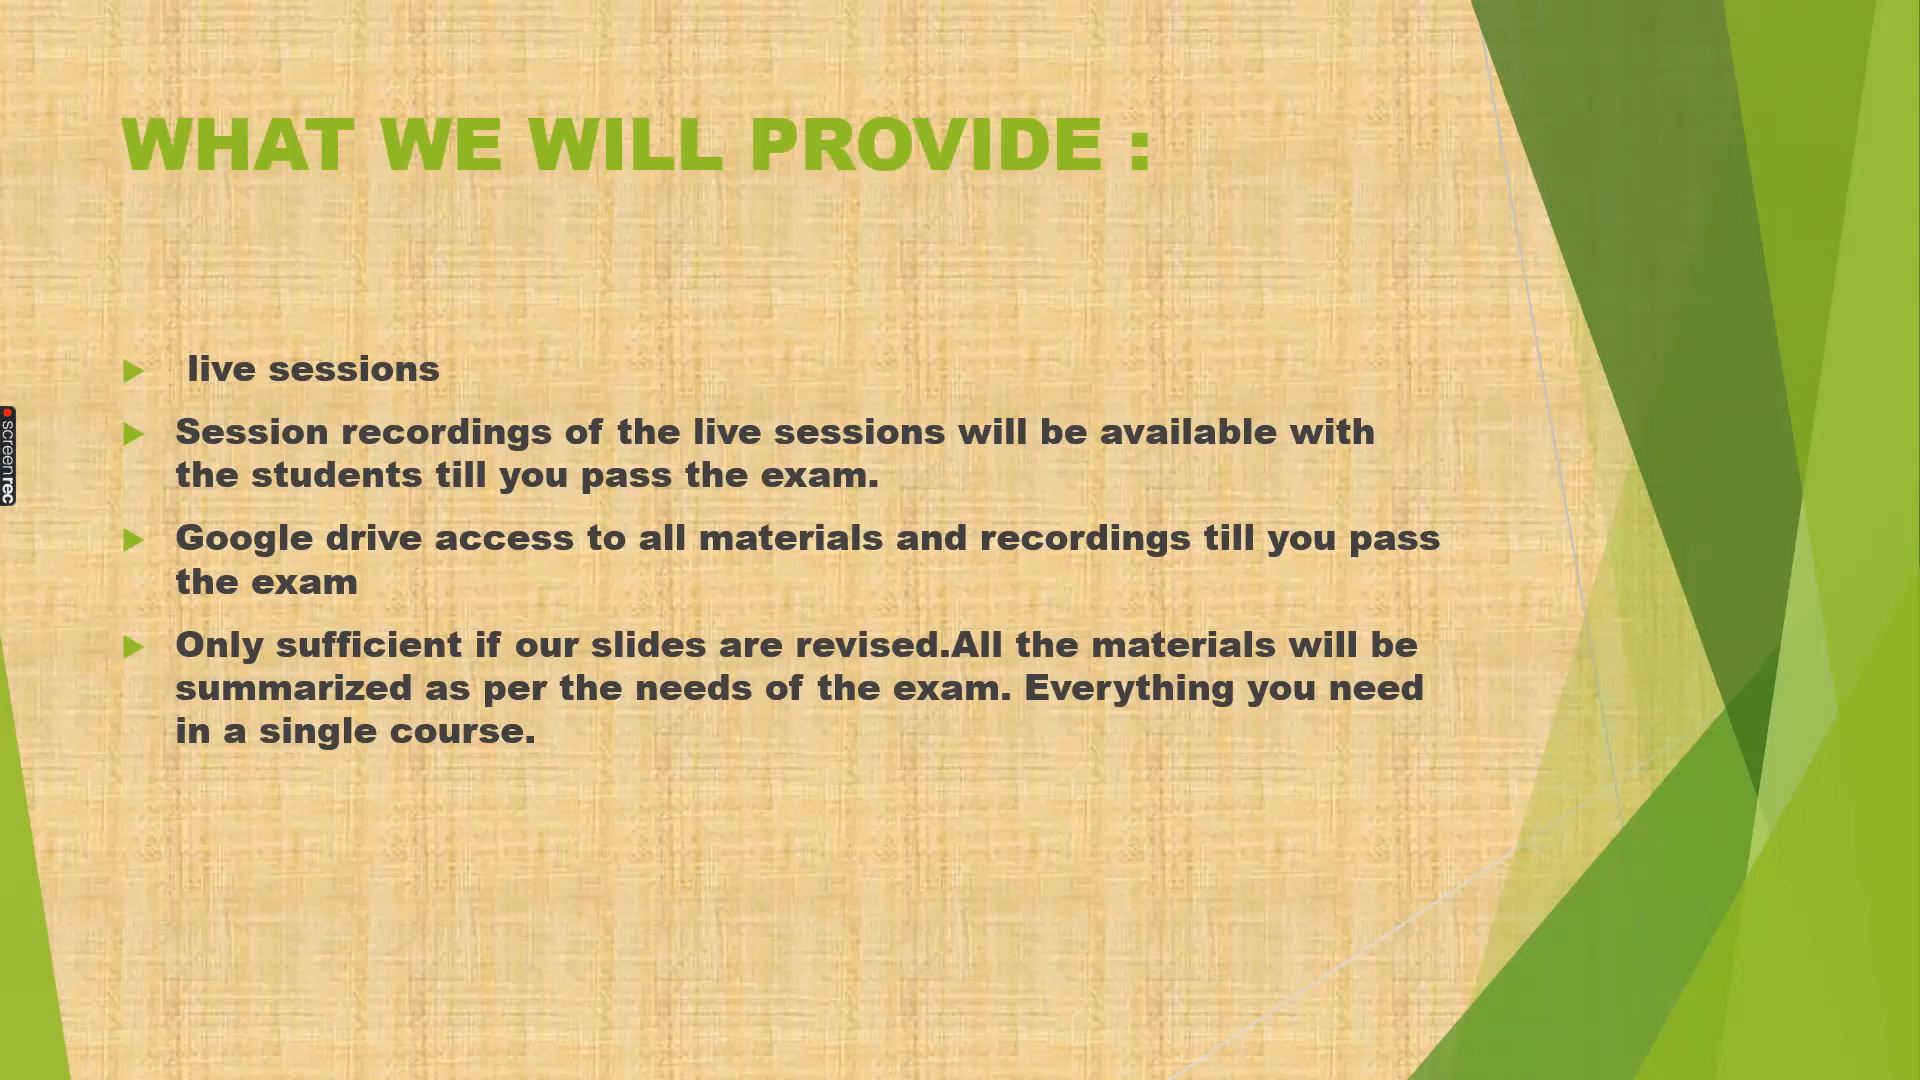 WHAT WE WILL PROVIDE :
live sessions
Session recordings of the live sessions will be available with
the students till you pass the exam.
Google drive access to all materials and recordings till you pass
the exam
Only sufficient if our slides are revised.All the materials will be
summarized as per the needs of the exam. Everything you need
in a single course.
screenrec